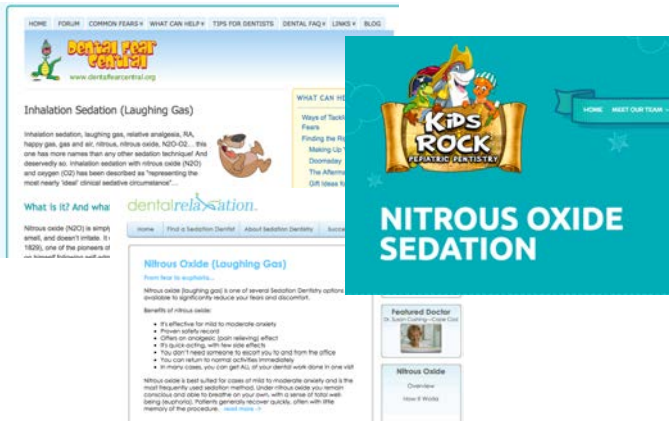 HOME FORUM COMMON FEARS WHAT CAN HELP TIPS FOR DENTISTS DENTAL FAQ LINKS BLOG
Dental Fear
Central
www.dentalfearcentral.org
Inhalation Sedation (Laughing Gas)
Inhalation sedation, laughing gas, relative analgesia, RA,
happy gas, gas and air, nitrous, nitrous oxide, N2O-O2... this
one has more names than any other sedation technique! And
deservedly so. Inhalation sedation with nitrous oxide (N2O)
and oxygen (O2) has been described as "representing the
most nearly 'ideal' clinical sedative circumstance"...
What is it? And wha
Nitrous oxide (N2O) is simply
smell, and doesn't irritate. It
1829), one of the pioneers of
WHAT CAN HE
Ways of Tackl
Fears
Finding the Ri
Making Up
Doomsday
The Afterma
Gift Ideas f
KiDS
ROCK
PEDIATRIC DENTISTRY
HOME MEET OUR TEAM
NITROUS OXIDE
SEDATION
dentalrelaxation.
Home Find a Sedation Dentist About Sedation Dentistry Succe
Nitrous Oxide (Laughing Gas)
From fear to euphoria...
Nitrous oxide (laughing gas) is one of several Sedation Dentistry options
available to significantly reduce your fears and discomfort.
Benefits of nitrous oxide:
It's effective for mild to moderate anxiety
Proven safety record
Offers an analgesic (pain relieving) effect
It's quick-acting, with few side effects
You don't need someone to escort you to and from the office
You can return to normal activities immediately
In many cases, you can get ALL of your dental work done in one visit
Nitrous oxide is best suited for cases of mild to moderate anxiety and is the
most frequently used sedation method. Under nitrous oxide you remain
conscious and able to breathe on your own, with a sense of total well-
being (euphoria). Patients generally recover quickly, often with little
memory of the procedure. read more
Featured Doctor
Dr. Susan Cushing - Cape Cod
Nitrous Oxide
Overview
How it Works